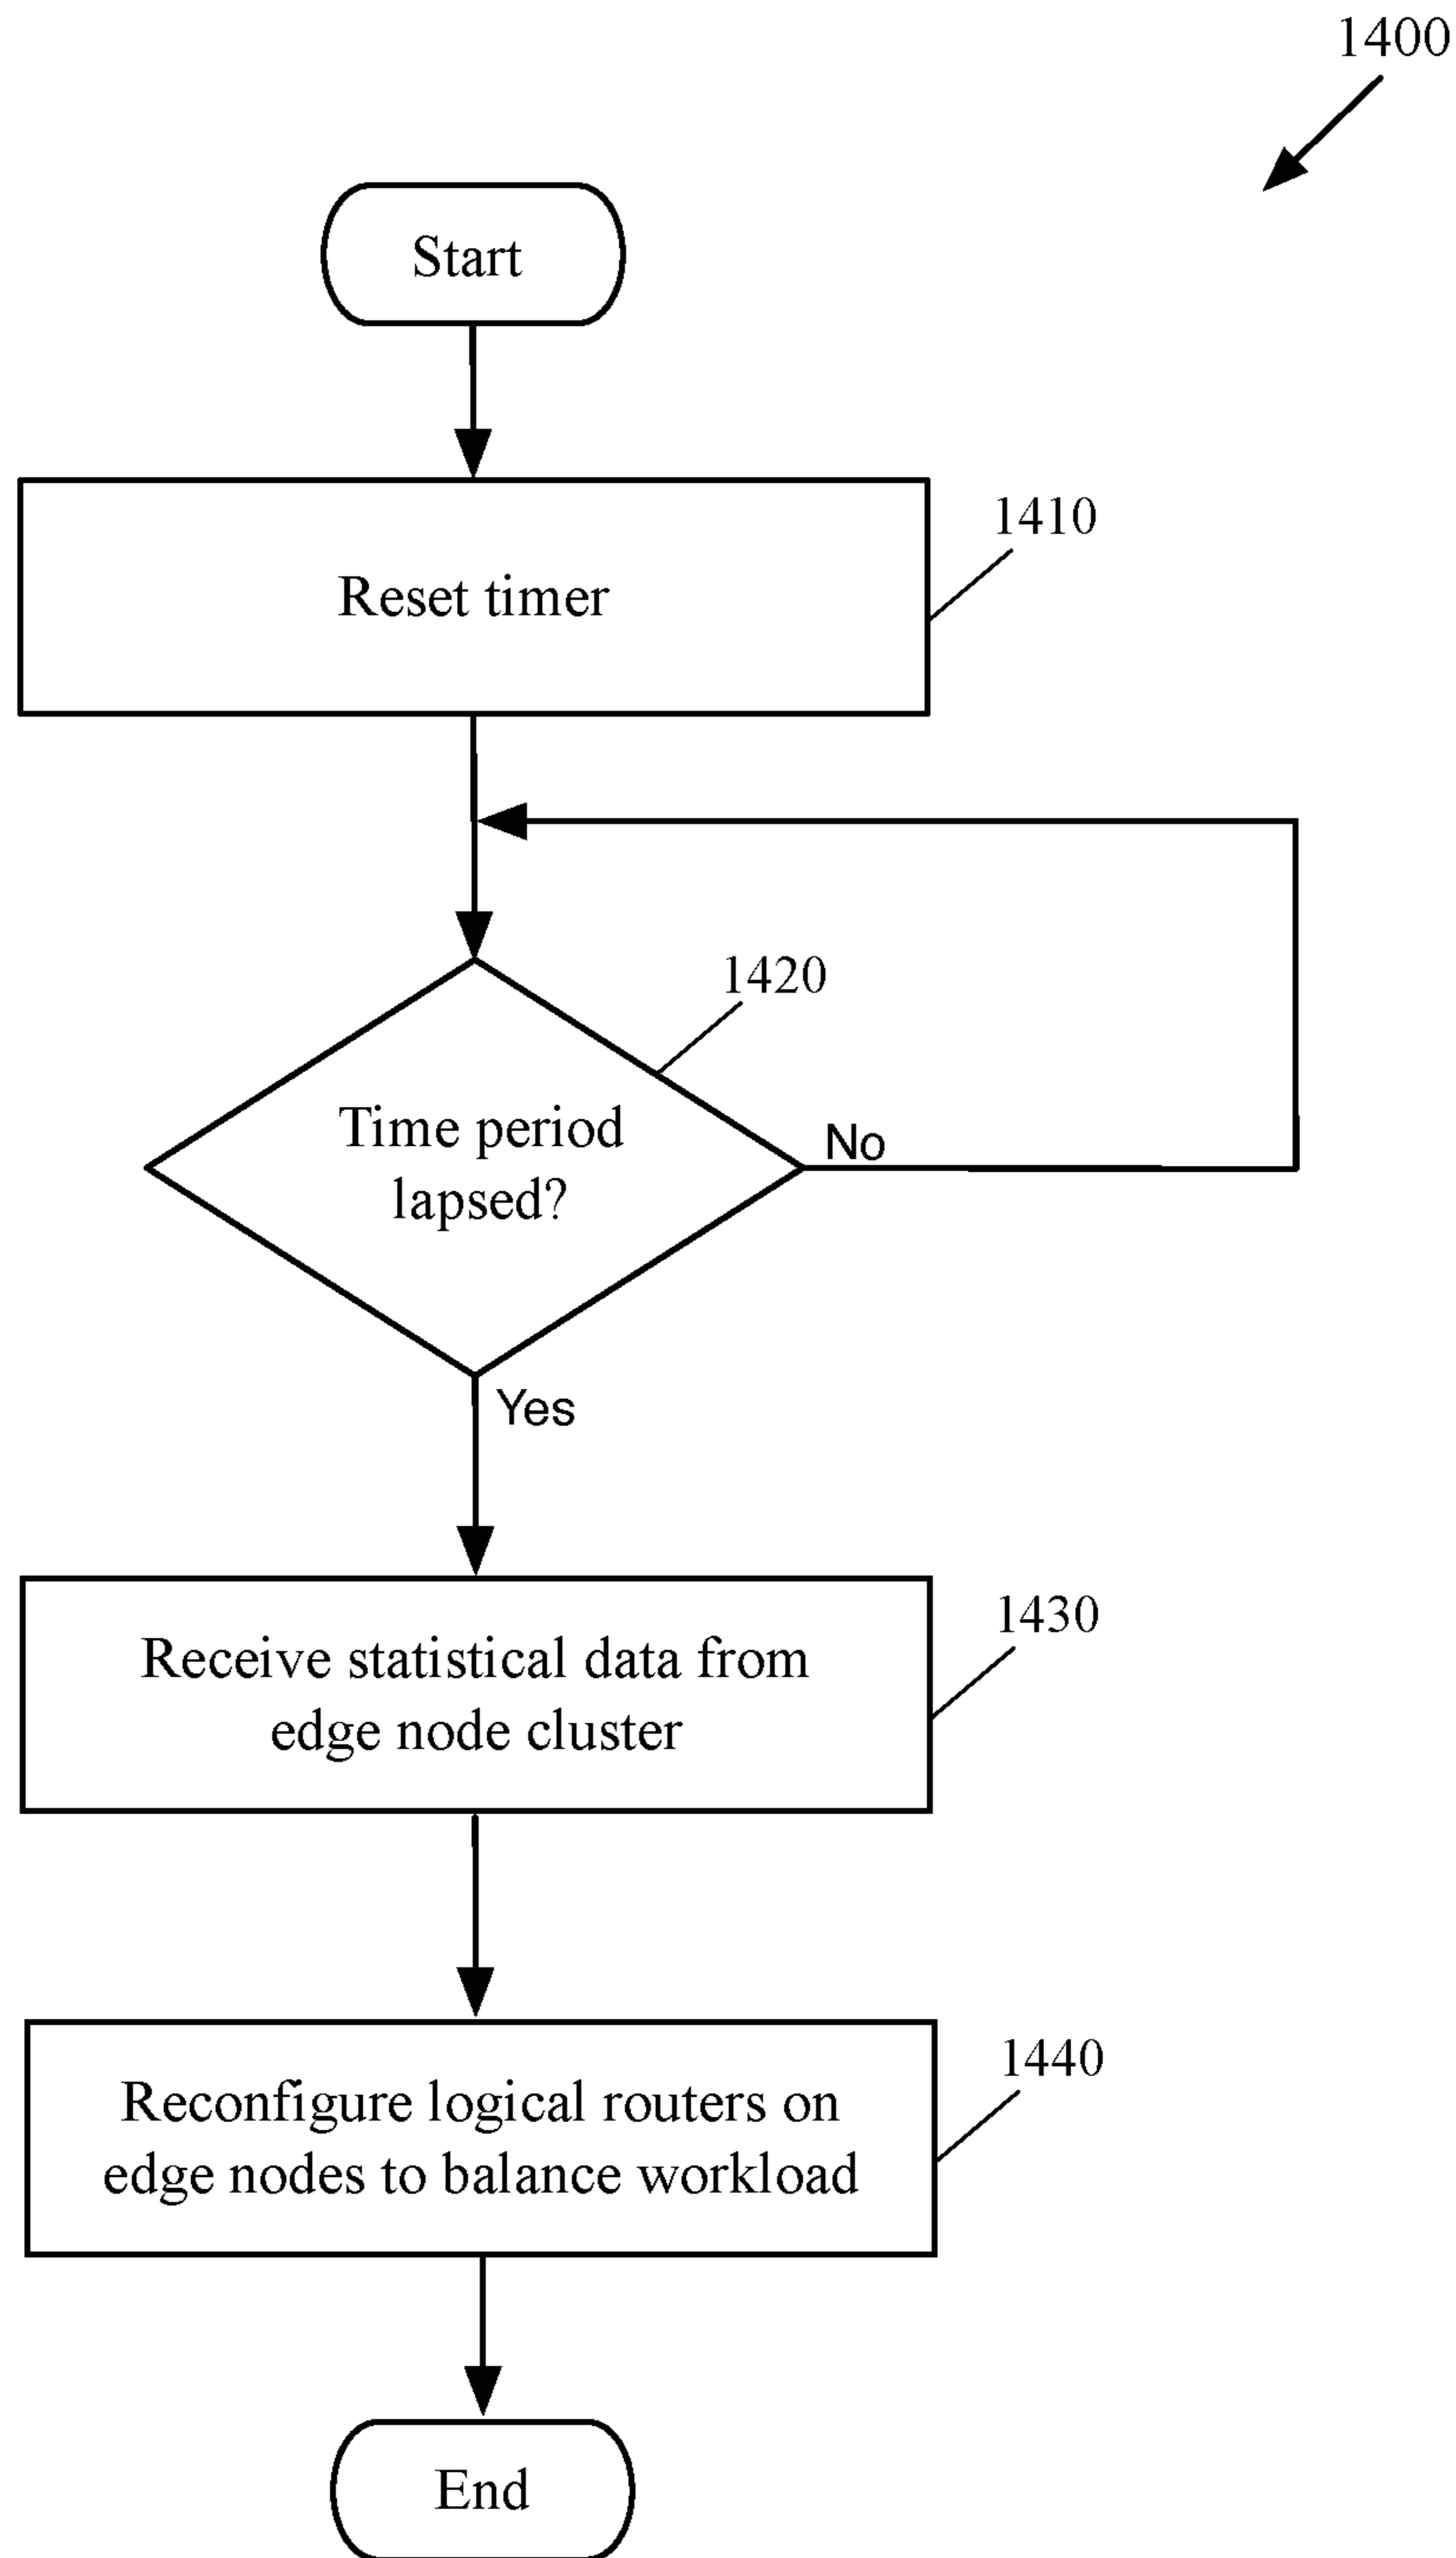 1400
Start
1410
Reset timer
1420
Time period
lapsed?
No
Yes
1430
Receive statistical data from
edge node cluster
1440
Reconfigure logical routers on
edge nodes to balance workload
End